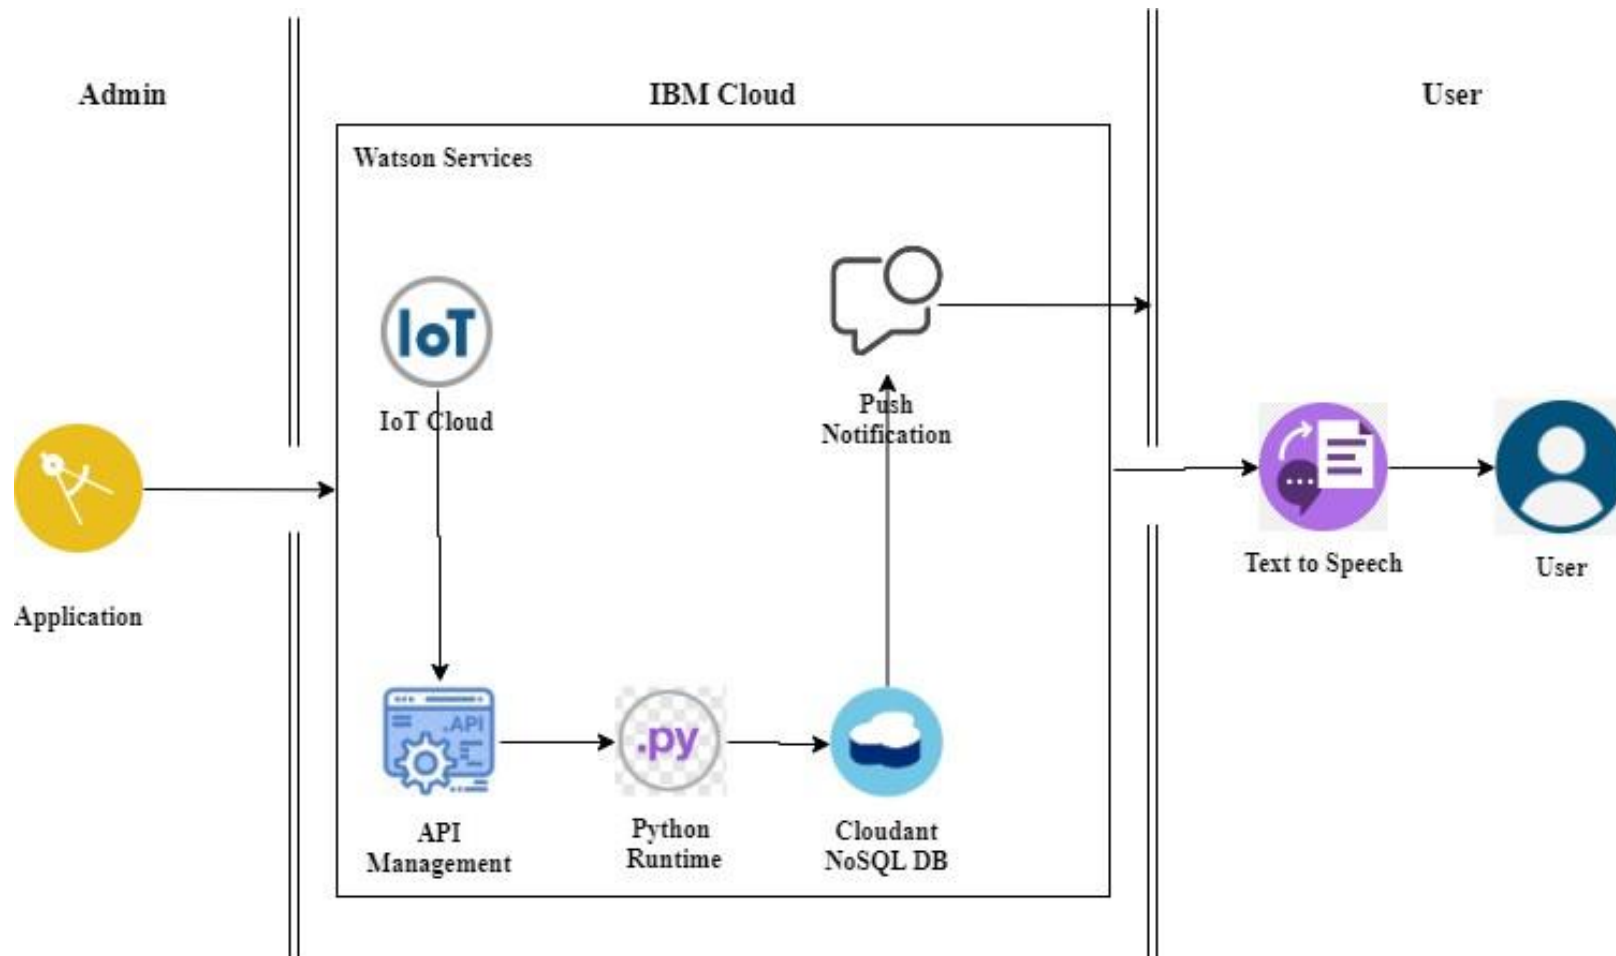 Admin
IBM Cloud
User
Watson Services
IoT
IoT Cloud
Push
Notification
Application
Text to Speech
User
.API
.py
API
Management
Python
Runtime
Cloudant
NoSQL DB